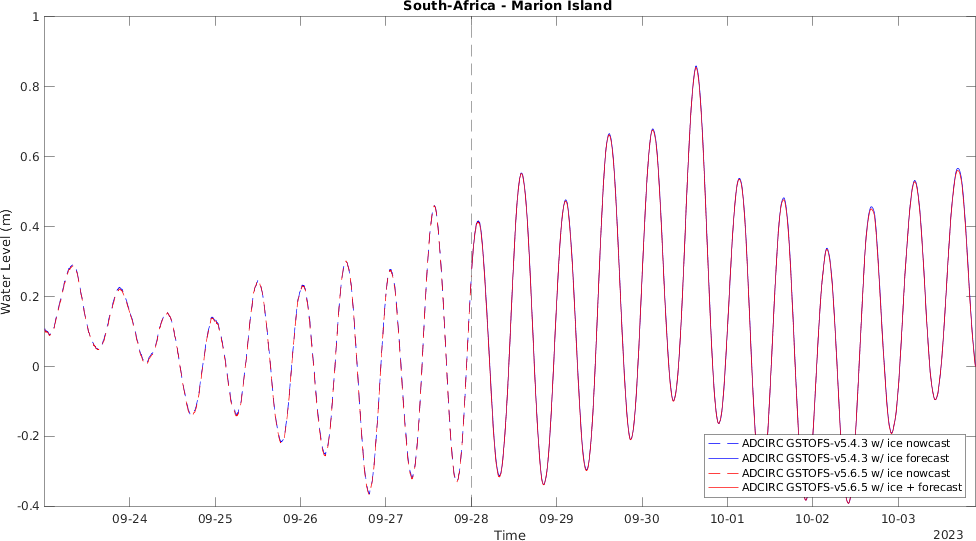 South-Africa - Marion Island
1
0.8
0.6
0.4
0.2
0
-0.2
-0.4
Water Level (m)
ADCIRC GSTOFS-v5.4.3 w/ ice nowcast
ADCIRC GSTOFS-v5.4.3 w/ ice forecast
ADCIRC GSTOFS-v5.6.5 w/ ice nowcast
ADCIRC GSTOFS-v5.6.5 w/ ice + forecast
09-24 09-25 09-26 09-27 09-28 09-29 09-30 10-01 10-02 10-03
Time
2023